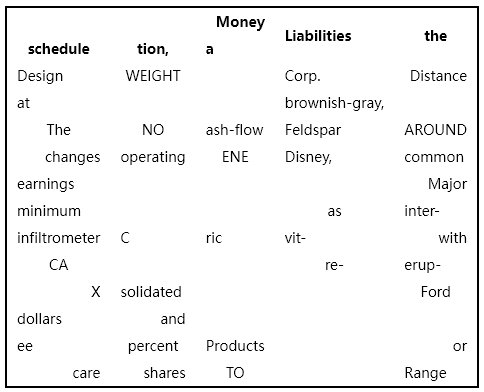 schedule tion, Money a Liabilities the
Design WEIGHT Corp. Distance
at brownish-gray,
The NO ash-flow Feldspar AROUND
changes operating ENE Disney, common
earnings Major
minimum as inter-
infiltrometer C ric vit- with
CA re- erup-
X solidated Ford
dollars and
ee percent Products or
care shares TO Range